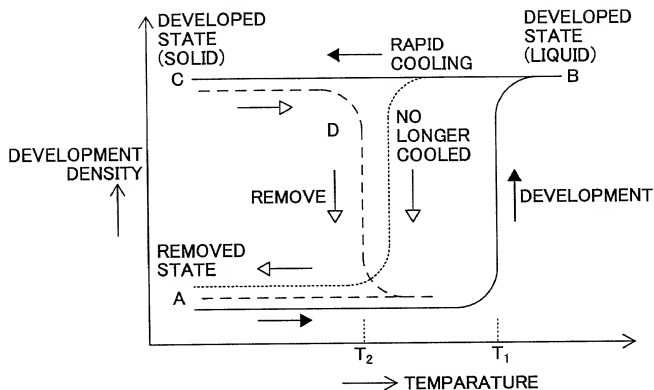 DEVELOPED
STATE
(SOLID)
DEVELOPED
STATE
(LIQUID)
RAPID
COOLING
C
B
D
NO
LONGER
COOLED
DEVELOPMENT
DENSITY
REMOVE
DEVELOPMENT
REMOVED
STATE
A
T2
T1
TEMPARATURE